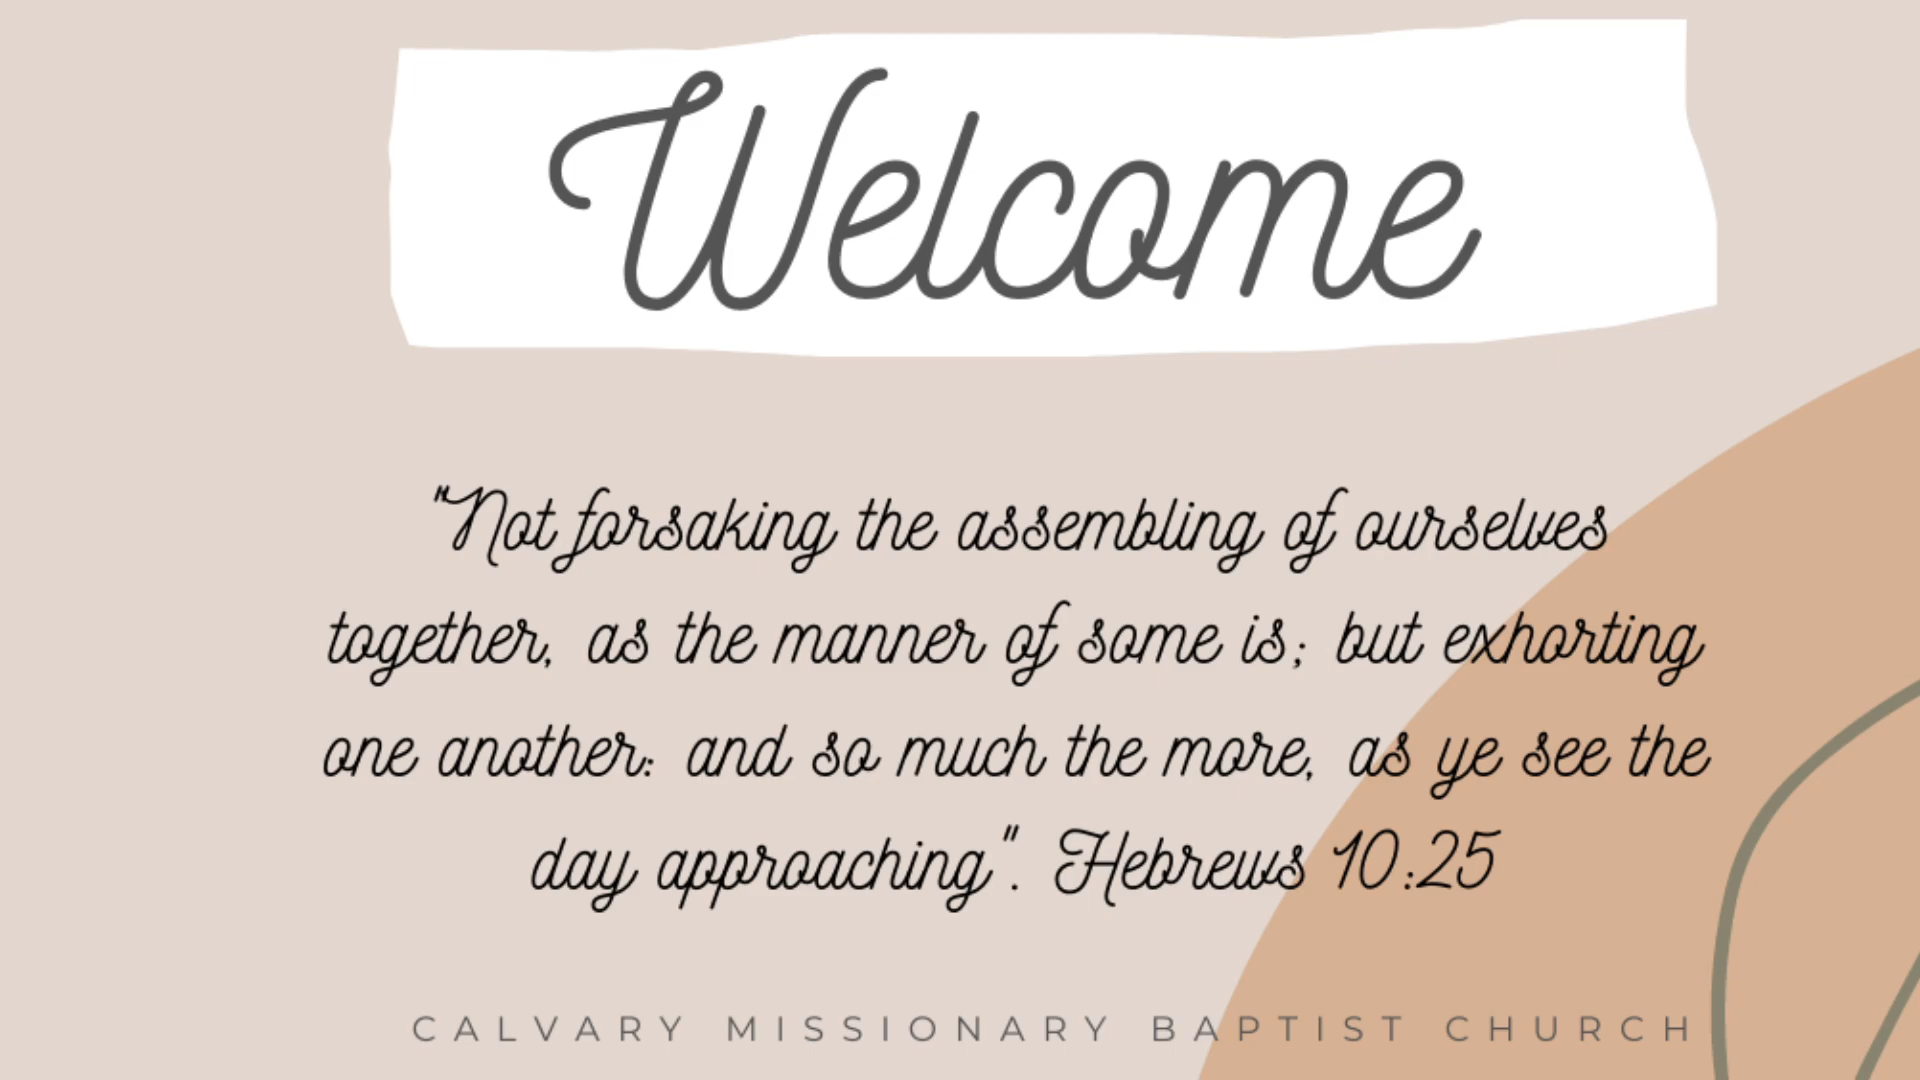 Welcome
"Not forsaking the assembling of ourselves
together, as the manner of some is; but exhorting
one another: and so much the more, as ye see the
day approaching". Hebrews 10:25
CALVARY MISSIONARY BAPTIST CHURCH